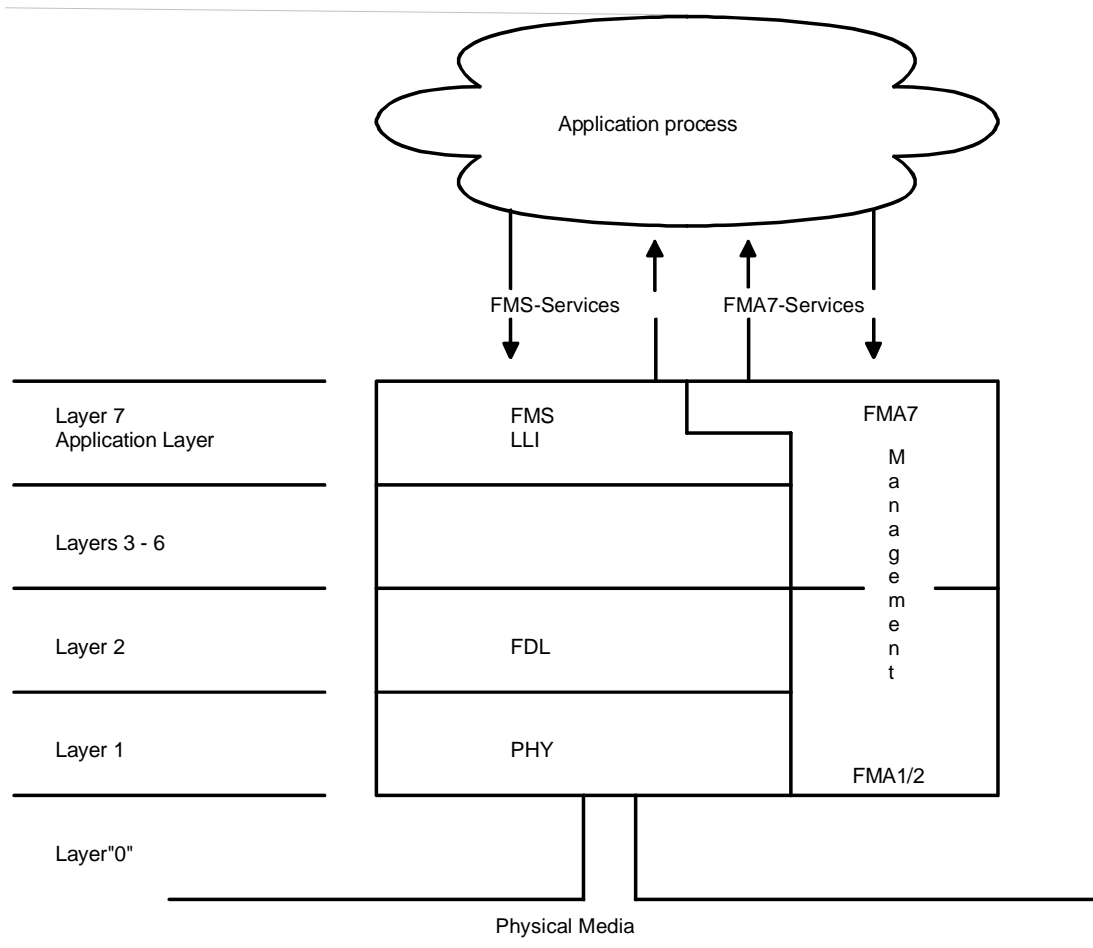 Application process
FMS-Services
FMA7-Services
Layer 7
Application Layer
FMS
LLI
FMA7
Management
Layers 3 - 6
Layer 2
FDL
Layer 1
PHY
FMA1/2
Layer"0"
Physical Media